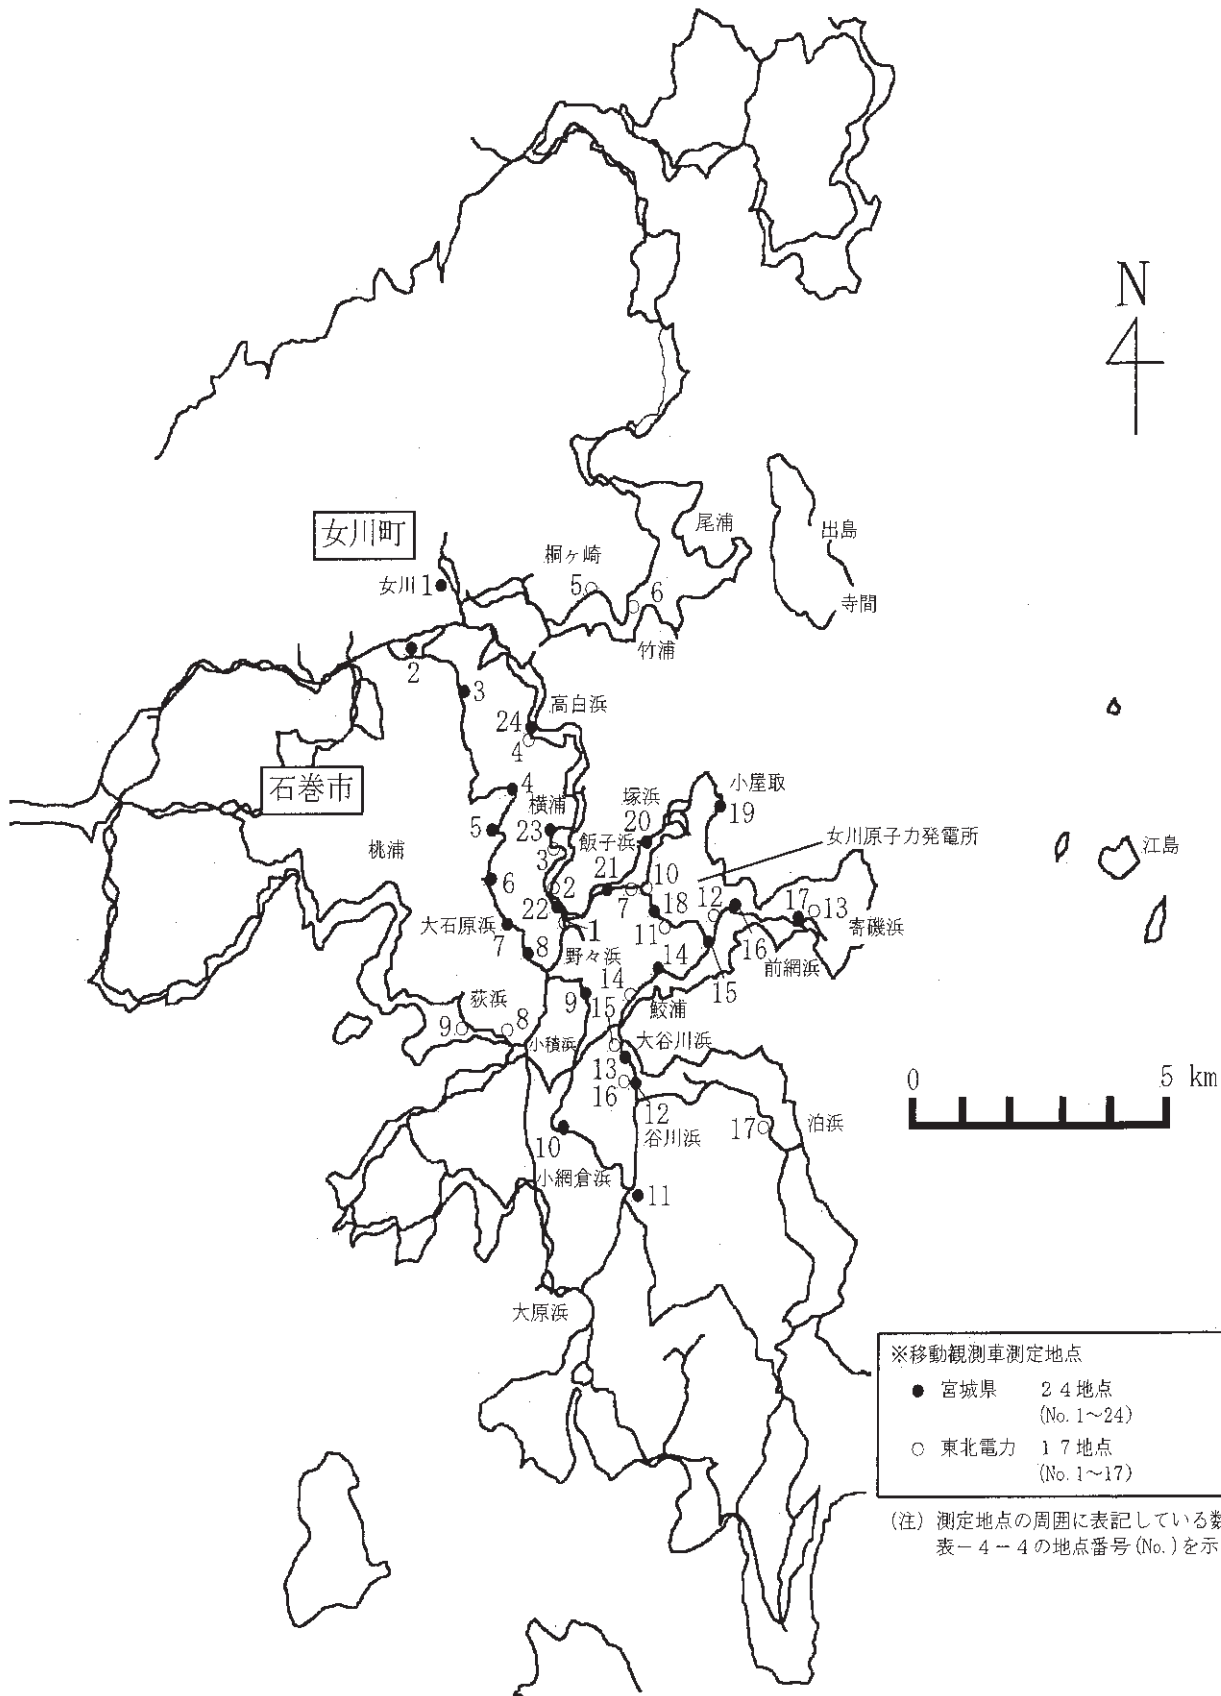 N
女川町
尾浦
出島
桐ヶ崎
女川 1
5
6
寺間
竹浦
2
3
高白浜
24
4
石巻市
4
小屋取
横浦
塚浜
19
5
23
20
女川原子力発電所
桃浦
飯子浜
3
江島
6
21
10
2
7
12
17
13
22
18
大石原浜
1
11
16
寄磯浜
7
8
野々浜
14
前網浜
15
9
14
鮫浦
荻浜
15
9
8
小積浜
大谷川浜
13
0
5 km
16
12
10
谷川浜
17
泊浜
小網倉浜
11
大原浜
※移動観測車測定地点
● 宮城県 24地点
(No.1~24)
○ 東北電力 17地点
(No.1~17)
(注) 測定地点の周囲に表記している数
表-4-4の地点番号(No.)を示